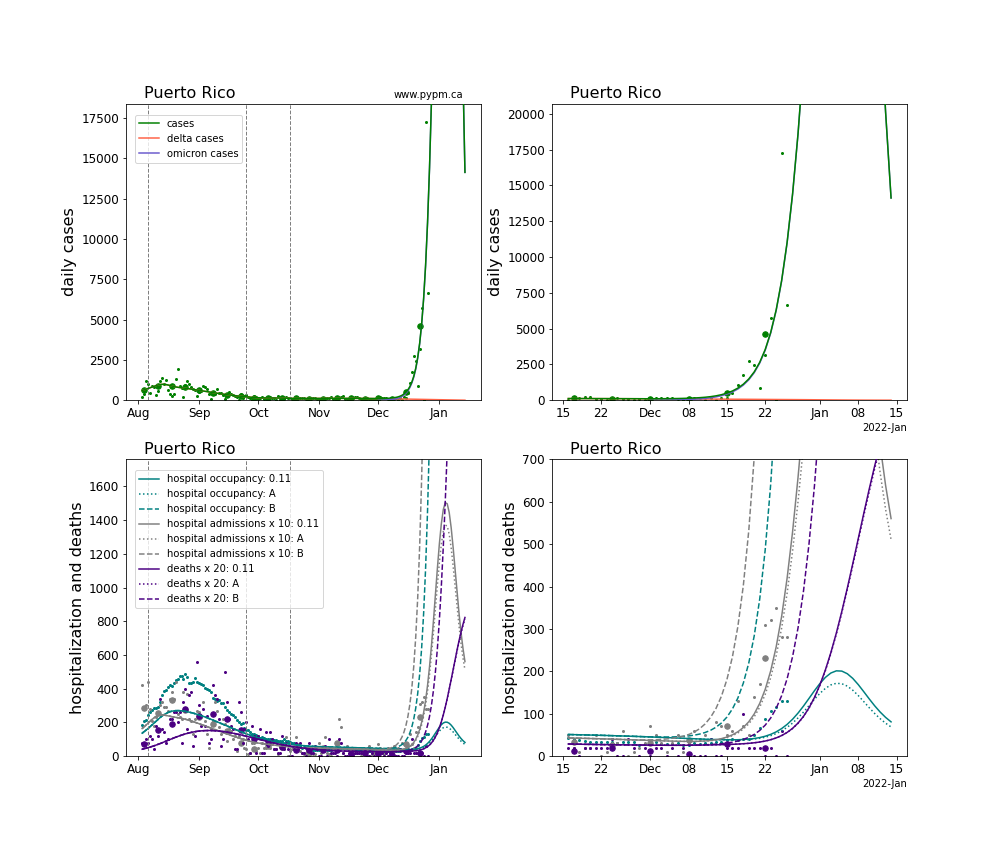 Puerto Rico
www.pypm.ca
daily cases
17500
15000
12500
10000
7500
5000
2500
0
cases
delta cases
omicron cases
Aug
Sep
Oct
Nov
Dec
Jan
Puerto Rico
daily cases
20000
17500
15000
12500
10000
7500
5000
2500
0
15
22
Dec
08
15
22
Jan
08
15
2022-Jan
Puerto Rico
hospitalization and deaths
1600
1400
1200
1000
800
600
400
200
0
hospital occupancy: 0.11
hospital occupancy: A
hospital occupancy: B
hospital admissions x 10: 0.11
hospital admissions x 10: A
hospital admissions x 10: B
deaths x 20: 0.11
deaths x 20: A
deaths x 20: B
Aug
Sep
Oct
Nov
Dec
Jan
Puerto Rico
hospitalization and deaths
700
600
500
400
300
200
100
0
15
22
Dec
08
15
22
Jan
08
15
2022-Jan